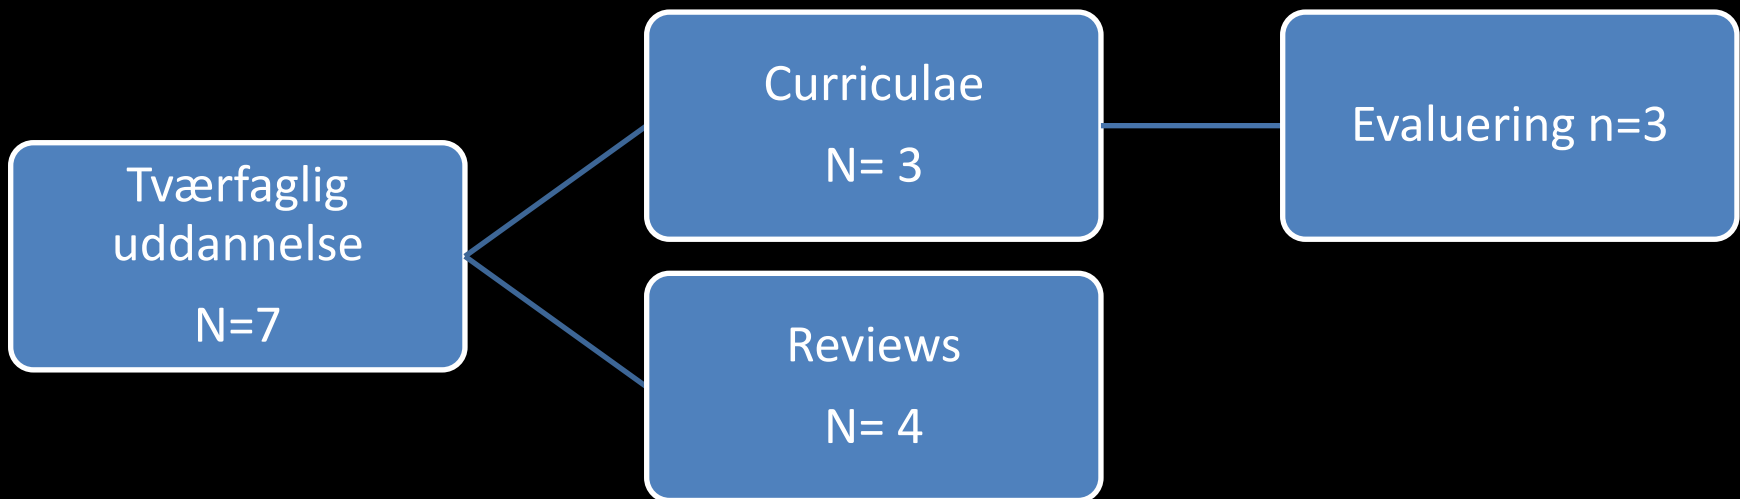 Tværfaglig
uddannelse
N=7
Curriculae
N= 3
Reviews
N= 4
Evaluering n=3